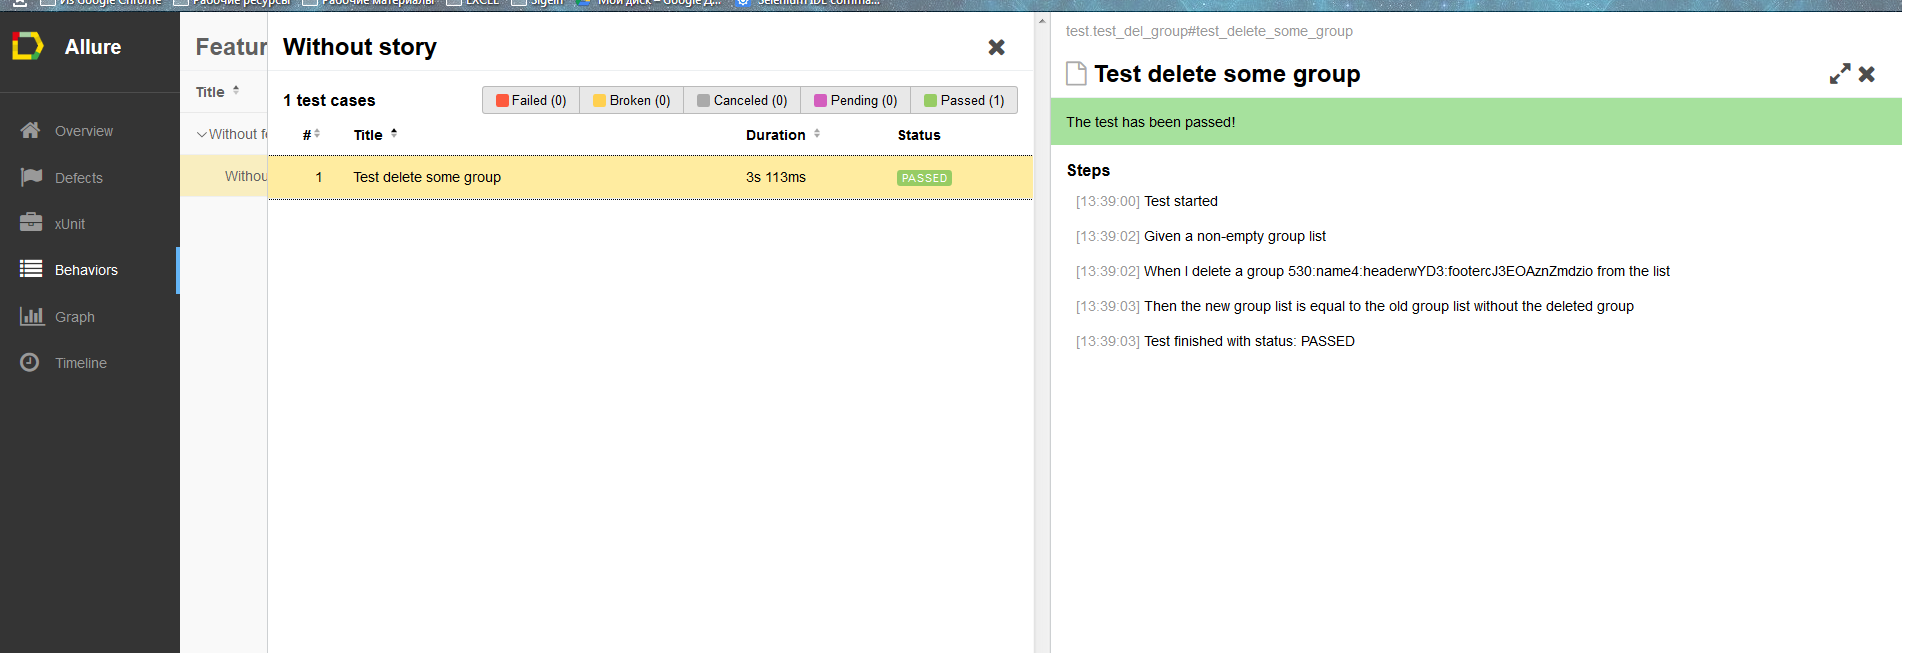 Из Google Chrome
Рабочие ресурсы
Рабочие материалы
EXCEL
Sigein
Мой диск – Google Д...
Selenium IDE comma...
Allure
Overview
Defects
xUnit
Behaviors
Graph
Timeline
Featur
Title
Without fe
Withou
Without story
1 test cases
Failed (0)
Broken (0)
Canceled (0)
Pending (0)
Passed (1)
# Title Duration Status
1 Test delete some group 3s 113ms PASSED
test.test_del_group#test_delete_some_group
Test delete some group
The test has been passed!
Steps
[13:39:00] Test started
[13:39:02] Given a non-empty group list
[13:39:02] When I delete a group 530:name4:headerwYD3:footercJ3EOAznZmdzio from the list
[13:39:03] Then the new group list is equal to the old group list without the deleted group
[13:39:03] Test finished with status: PASSED